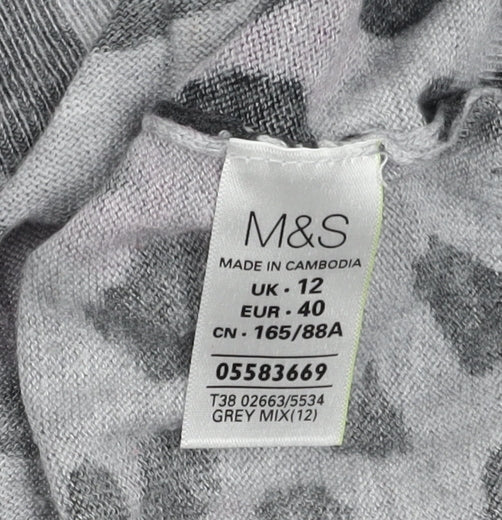 M&S
MADE IN CAMBODIA
UK · 12
EUR · 40
CN · 165/88A
05583669
T38 02663/5534
GREY MIX(12)